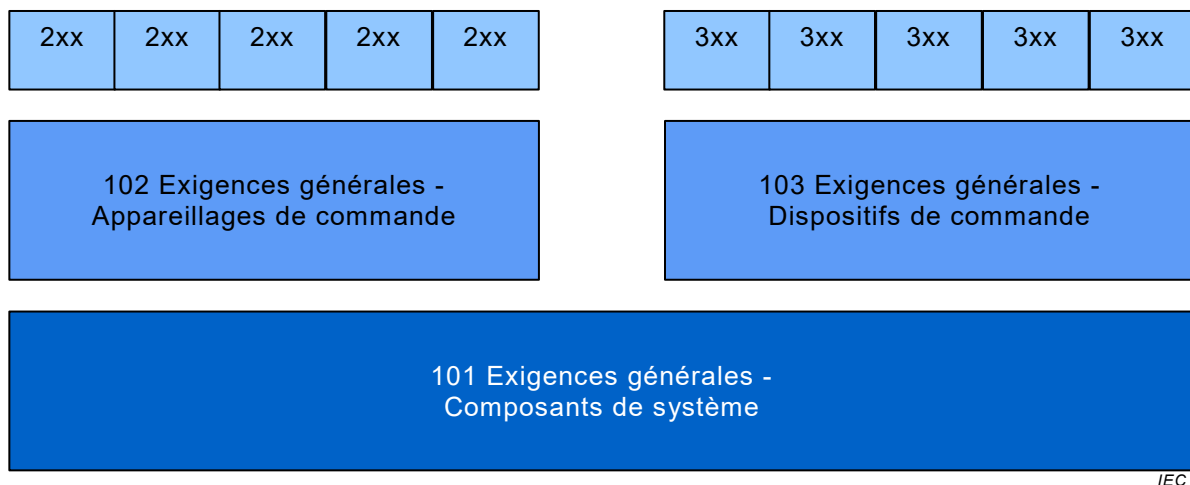 2xx 2xx 2xx 2xx 2xx 3xx 3xx 3xx 3xx 3xx
102 Exigences générales -
Appareillages de commande
103 Exigences générales -
Dispositifs de commande
101 Exigences générales -
Composants de système
IEC